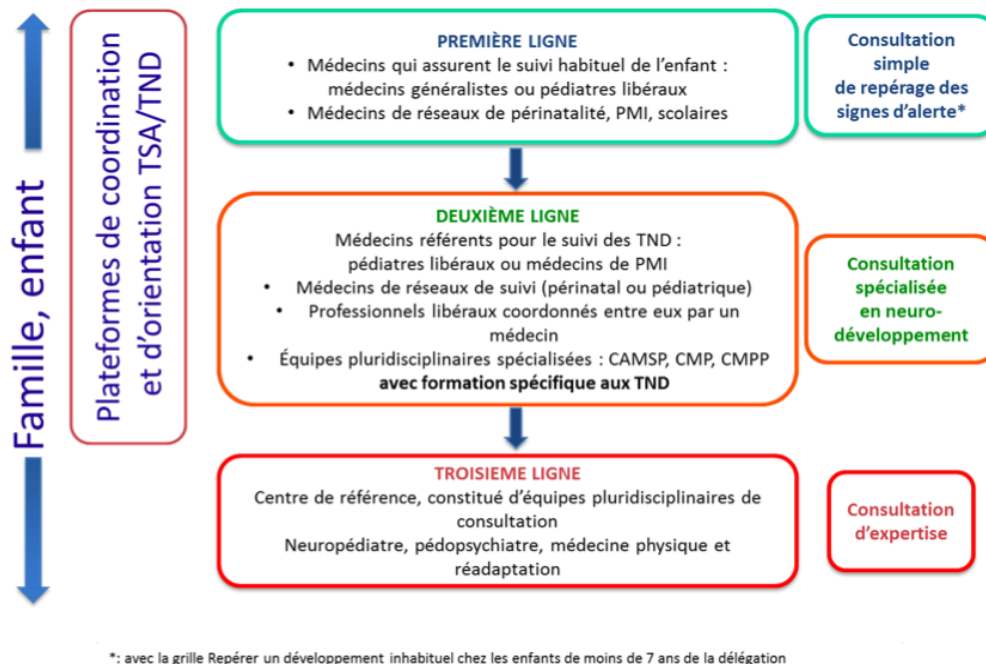 Famille, enfant
Plateformes de coordination
et d'orientation TSA/TND
PREMIÈRE LIGNE
• Médecins qui assurent le suivi habituel de l'enfant :
médecins généralistes ou pédiatres libéraux
• Médecins de réseaux de périnatalité, PMI, scolaires
Consultation
simple
de repérage des
signes d'alerte*
DEUXIÈME LIGNE
Médecins référents pour le suivi des TND :
pédiatres libéraux ou médecins de PMI
• Médecins de réseaux de suivi (périnatal ou pédiatrique)
• Professionnels libéraux coordonnés entre eux par un
médecin
• Équipes pluridisciplinaires spécialisées : CAMSP, CMP, CMPP
avec formation spécifique aux TND
Consultation
spécialisée
en neuro-
développement
TROISIEME LIGNE
Centre de référence, constitué d'équipes pluridisciplinaires de
consultation
Neuropédiatre, pédopsychiatre, médecine physique et
réadaptation
Consultation
d'expertise
*: avec la grille Repérer un développement inhabituel chez les enfants de moins de 7 ans de la délégation